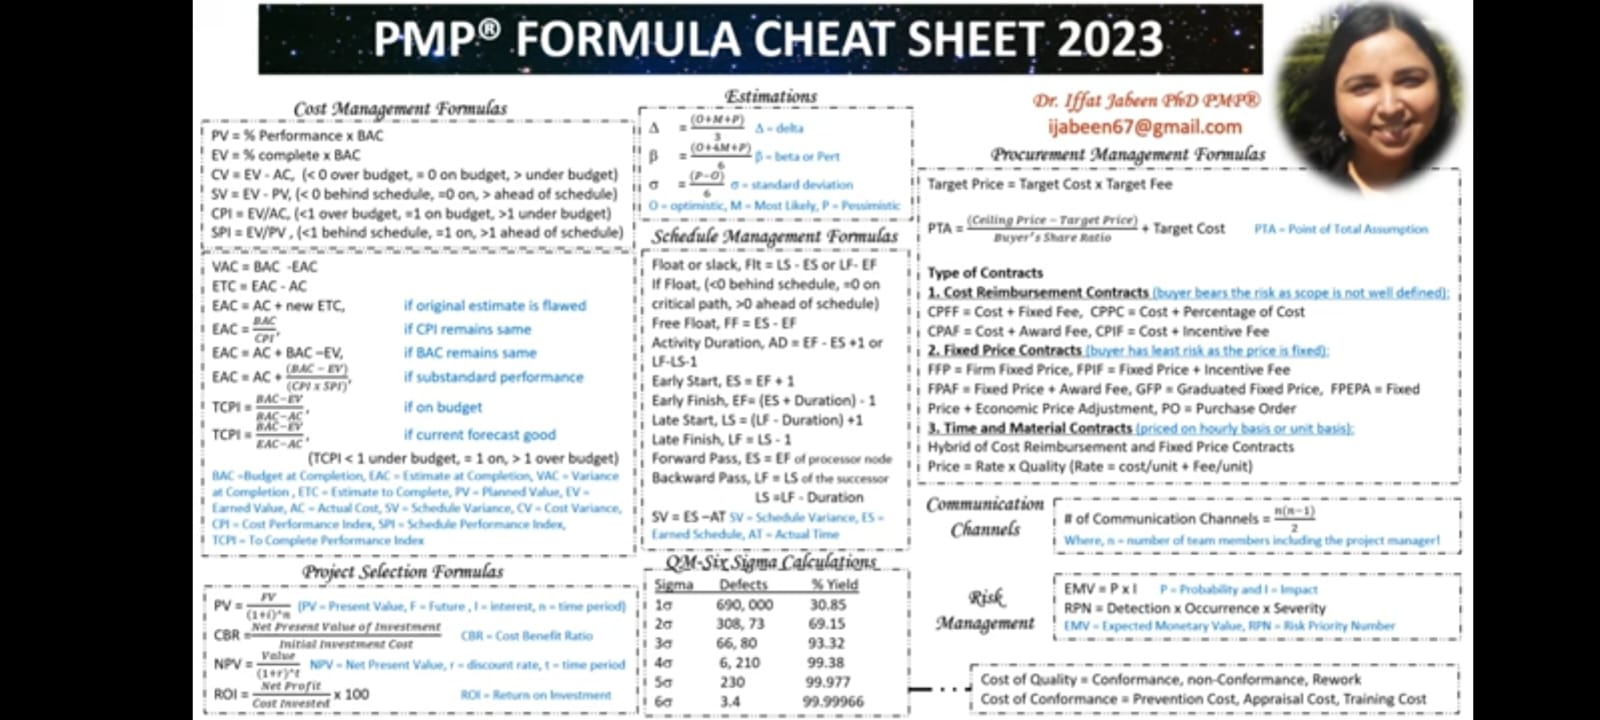 PMP® FORMULA CHEAT SHEET 2023
Dr. Iffat Jabeen PhD PMP®
ijabeen67@gmail.com
Cost Management Formulas
PV = % Performance x BAC
EV = % complete x BAC
CV = EV - AC, (< 0 over budget, = 0 on budget, > under budget)
SV = EV - PV, (< 0 behind schedule, =0 on, > ahead of schedule)
CPI = EV/AC, (<1 over budget, =1 on budget, >1 under budget)
SPI = EV/PV , (<1 behind schedule, =1 on, >1 ahead of schedule)
VAC = BAC -EAC
ETC = EAC - AC
EAC = AC + new ETC, if original estimate is flawed
EAC = BAC/CPI, if CPI remains same
EAC = AC + BAC –EV, if BAC remains same
EAC = AC + (BAC – EV)/(CPI x SPI), if substandard performance
TCPI = BAC–EV/BAC–AC, if on budget
TCPI = BAC–EV/EAC–AC, if current forecast good
(TCPI < 1 under budget, = 1 on, > 1 over budget)
BAC =Budget at Completion, EAC = Estimate at Completion, VAC = Variance
at Completion , ETC = Estimate to Complete, PV = Planned Value, EV =
Earned Value, AC = Actual Cost, SV = Schedule Variance, CV = Cost Variance,
CPI = Cost Performance Index, SPI = Schedule Performance Index,
TCPI = To Complete Performance Index
Project Selection Formulas
PV = FV/(1+i)^n (PV = Present Value, F = Future , I = interest, n = time period)
CBR = Net Present Value of Investment/Initial Investment Cost CBR = Cost Benefit Ratio
NPV = Value/(1+r)^t NPV = Net Present Value, r = discount rate, t = time period
ROI = Net Profit/Cost Invested x 100 ROI = Return on Investment
Estimations
Δ = (O+M+P)/3 Δ = delta
β = (O+4M+P)/6 β = beta or Pert
σ = (P-O)/6 σ = standard deviation
O = optimistic, M = Most Likely, P = Pessimistic
Schedule Management Formulas
Float or slack, Flt = LS - ES or LF- EF
If Float, (<0 behind schedule, =0 on
critical path, >0 ahead of schedule)
Free Float, FF = ES - EF
Activity Duration, AD = EF - ES +1 or
LF-LS-1
Early Start, ES = EF + 1
Early Finish, EF= (ES + Duration) - 1
Late Start, LS = (LF - Duration) +1
Late Finish, LF = LS - 1
Forward Pass, ES = EF of processor node
Backward Pass, LF = LS of the successor
LS =LF - Duration
SV = ES –AT SV = Schedule Variance, ES =
Earned Schedule, AT = Actual Time
QM-Six Sigma Calculations
Sigma Defects % Yield
1σ 690, 000 30.85
2σ 308, 73 69.15
3σ 66, 80 93.32
4σ 6, 210 99.38
5σ 230 99.977
6σ 3.4 99.99966
Procurement Management Formulas
Target Price = Target Cost x Target Fee
PTA = (Ceiling Price – Target Price)/Buyer's Share Ratio + Target Cost PTA = Point of Total Assumption
Type of Contracts
1. Cost Reimbursement Contracts (buyer bears the risk as scope is not well defined):
CPFF = Cost + Fixed Fee, CPPC = Cost + Percentage of Cost
CPAF = Cost + Award Fee, CPIF = Cost + Incentive Fee
2. Fixed Price Contracts (buyer has least risk as the price is fixed):
FFP = Firm Fixed Price, FPIF = Fixed Price + Incentive Fee
FPAF = Fixed Price + Award Fee, GFP = Graduated Fixed Price, FPEPA = Fixed
Price + Economic Price Adjustment, PO = Purchase Order
3. Time and Material Contracts (priced on hourly basis or unit basis):
Hybrid of Cost Reimbursement and Fixed Price Contracts
Price = Rate x Quality (Rate = cost/unit + Fee/unit)
Communication
Channels
# of Communication Channels = n(n–1)/2
Where, n = number of team members including the project manager!
Risk
Management
EMV = P x I P = Probability and I = Impact
RPN = Detection x Occurrence x Severity
EMV = Expected Monetary Value, RPN = Risk Priority Number
Cost of Quality = Conformance, non-Conformance, Rework
Cost of Conformance = Prevention Cost, Appraisal Cost, Training Cost